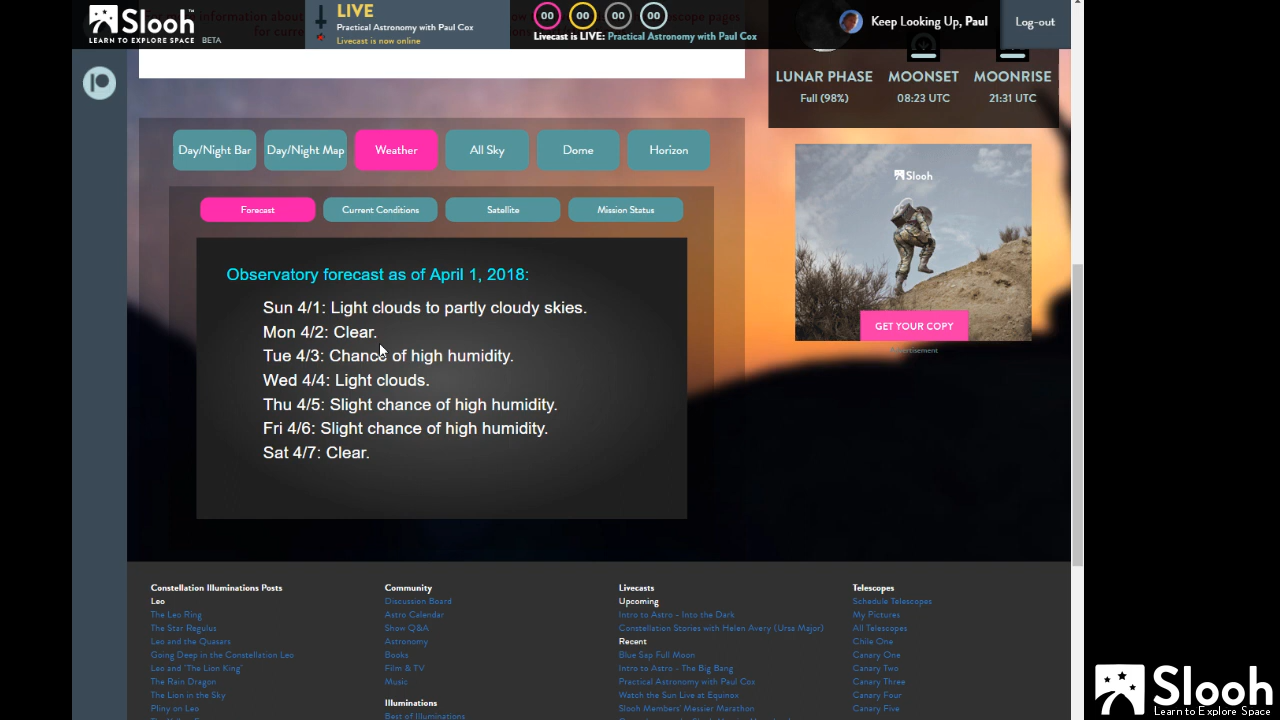 Slooh
LEARN TO EXPLORE SPACE BETA
LIVE
Practical Astronomy with Paul Cox
Livecast is now online
00 00 00 00
Livecast is LIVE: Practical Astronomy with Paul Cox
Keep Looking Up, Paul
Log-out
LUNAR PHASE MOONSET MOONRISE
Full (98%) 08:23 UTC 21:31 UTC
Day/Night Bar Day/Night Map Weather All Sky Dome Horizon
Forecast Current Conditions Satellite Mission Status
Observatory forecast as of April 1, 2018:
Sun 4/1: Light clouds to partly cloudy skies.
Mon 4/2: Clear.
Tue 4/3: Chance of high humidity.
Wed 4/4: Light clouds.
Thu 4/5: Slight chance of high humidity.
Fri 4/6: Slight chance of high humidity.
Sat 4/7: Clear.
Slooh
GET YOUR COPY
Advertisement
Constellation Illuminations Posts
Leo
The Leo Ring
The Star Regulus
Leo and the Quasars
Going Deep in the Constellation Leo
Leo and "The Lion King"
The Rain Dragon
The Lion in the Sky
Pliny on Leo
Community
Discussion Board
Astro Calendar
Show Q&A
Astronomy
Books
Film & TV
Music
Illuminations
Best of Illuminations
Livecasts
Upcoming
Intro to Astro - Into the Dark
Constellation Stories with Helen Avery (Ursa Major)
Recent
Blue Sap Full Moon
Intro to Astro - The Big Bang
Practical Astronomy with Paul Cox
Watch the Sun Live at Equinox
Slooh Members' Messier Marathon
Telescopes
Schedule Telescopes
My Pictures
All Telescopes
Chile One
Canary One
Canary Two
Canary Three
Canary Four
Canary Five
Slooh
Learn to Explore Space